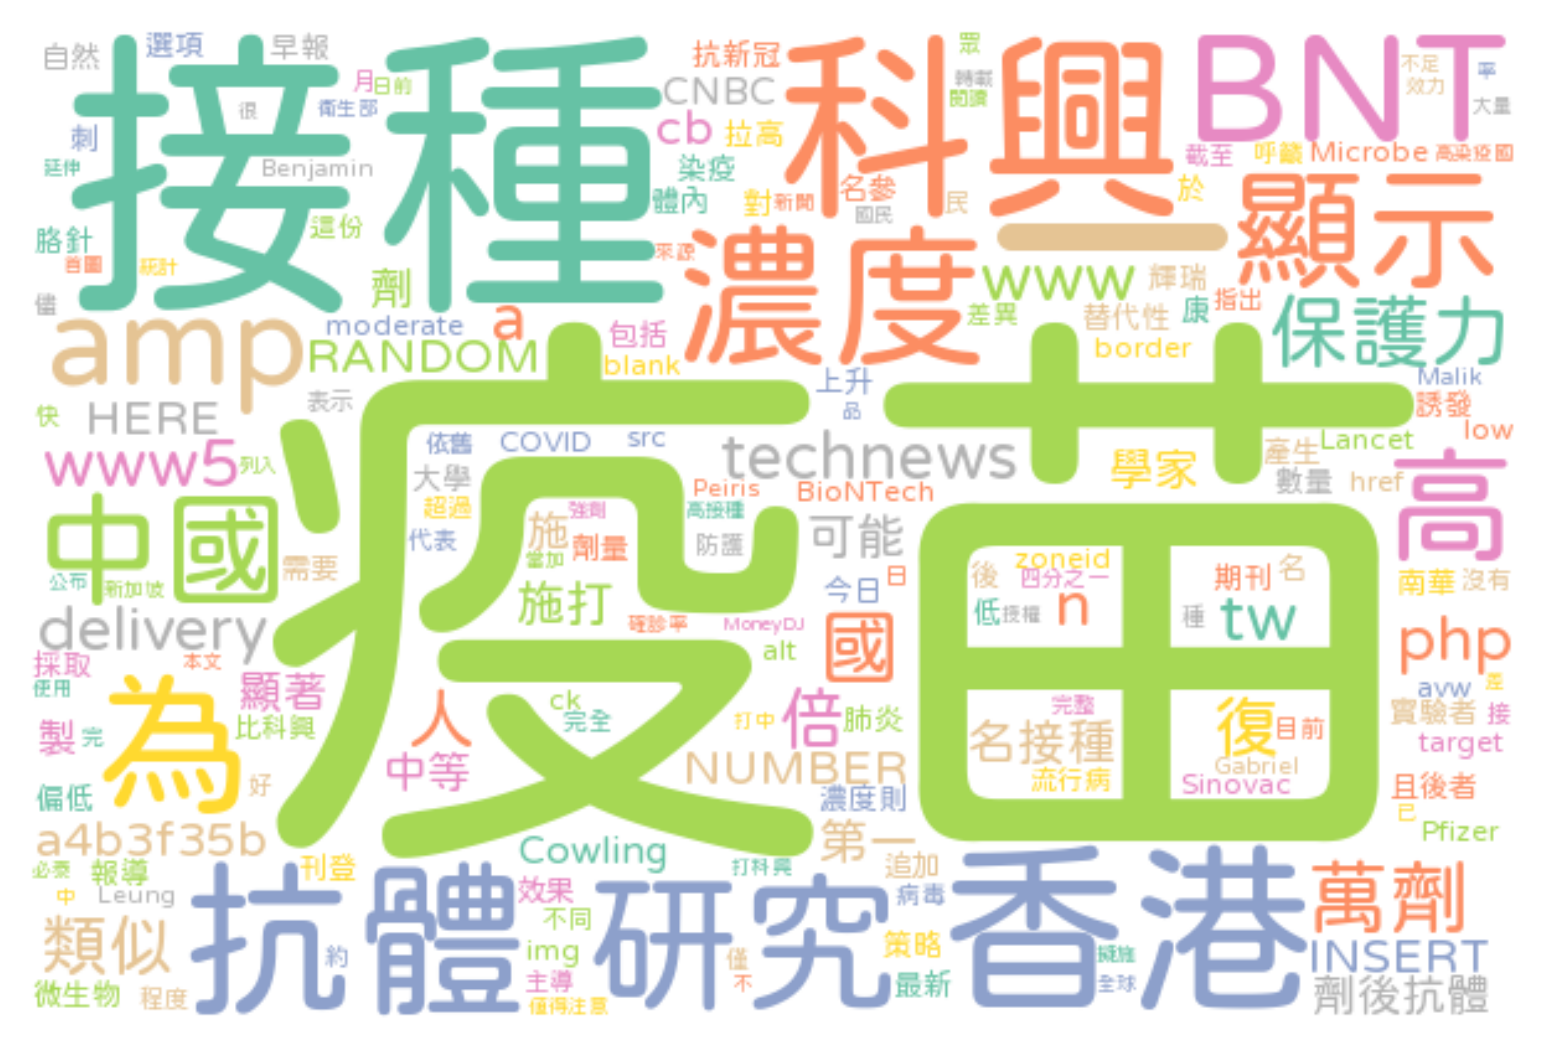 自然
選項
早報
接種
月
日前
很
衛生部
刺
延伸
Benjamin
胳針
這份
首圖
統計
儘
劑
抗新冠
CNBC
cb
拉高
染疫
體內
對
新聞
名參
國民
來源
科興
眾
轉載
閱讀
民
BNT
不足
效力
率
大量
截至
呼籲
Microbe
高染疫國
於
顯示
濃度
一
www
輝瑞
差異
替代性
康
指出
border
保護力
amp
moderate
a
包括
RANDOM
blank
快
HERE
表示
上升
品
Malik
誘發
low
疫苗
www5
列入
依舊
COVID
src
大學
超過
代表
technews
Peiris
BioNTech
學家
產生
Lancet
數量
href
高
中國
公布
新加坡
需要
施
強劑
當加
劑量
高接種
防護
可能
施打
確診率
MoneyDJ
alt
今日
日
國
zoneid
後
四分之一
低
授權
n
期刊
名
種
tw
南華
沒有
php
delivery
採取
本文
使用
顯著
比科興
製
完
為
好
人
中等
ck
完全
打中
倍
肺炎
NUMBER
濃度則
完整
名接種
流行病
復
目前
Gabriel
Sinovac
avw
差
實驗者
接
target
且後者
已
Pfizer
偏低
a4b3f35b
必泰
報導
刊登
中
Leung
Cowling
打科興
第一
追加
抗體
效果
不同
img
主導
值得注意
研究
僅
不
病毒
策略
最新
香港
擬施
全球
萬劑
INSERT
劑後抗體
類似
約
微生物
程度